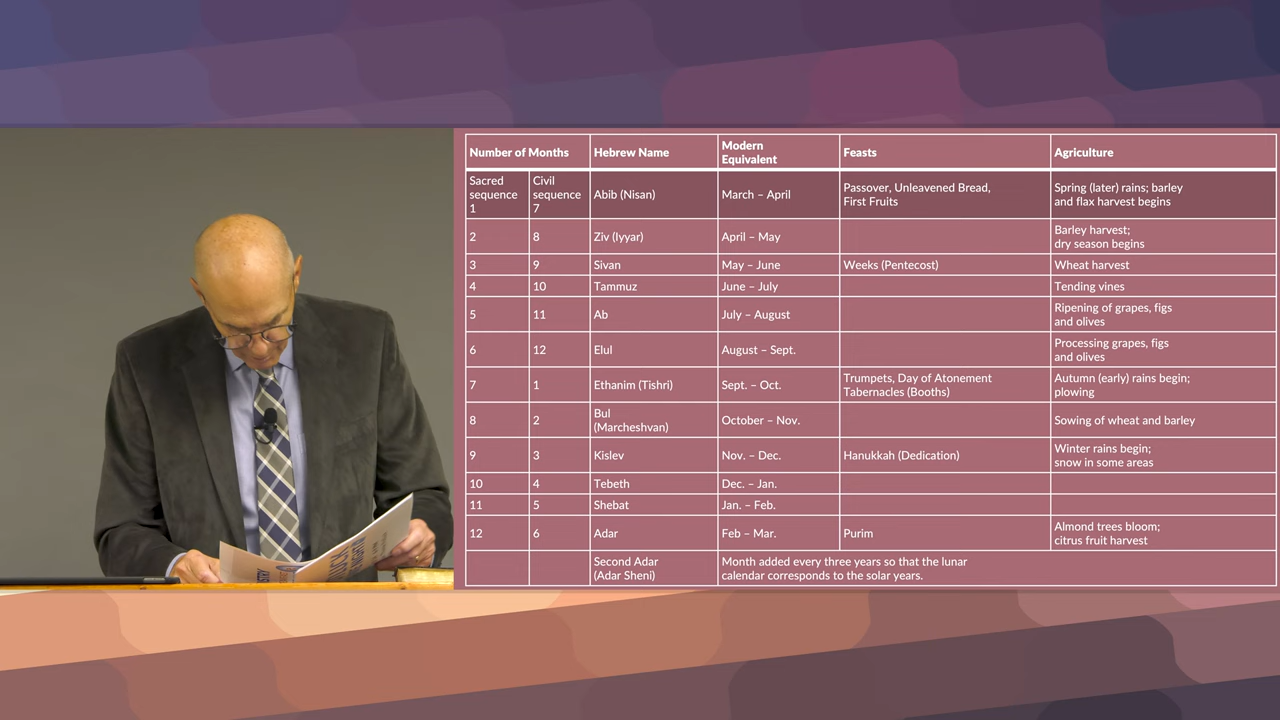 Number of Months
Hebrew Name
Modern
Equivalent
Feasts
Agriculture
Sacred
sequence
1
Civil
sequence
7
Abib (Nisan)
March – April
Passover, Unleavened Bread,
First Fruits
Spring (later) rains; barley
and flax harvest begins
2
8
Ziv (Iyyar)
April – May
Barley harvest;
dry season begins
3
9
Sivan
May – June
Weeks (Pentecost)
Wheat harvest
4
10
Tammuz
June – July
Tending vines
5
11
Ab
July – August
Ripening of grapes, figs
and olives
6
12
Elul
August – Sept.
Processing grapes, figs
and olives
7
1
Ethanim (Tishri)
Sept. – Oct.
Trumpets, Day of Atonement
Tabernacles (Booths)
Autumn (early) rains begin;
plowing
8
2
Bul
(Marcheshvan)
October – Nov.
Sowing of wheat and barley
9
3
Kislev
Nov. – Dec.
Hanukkah (Dedication)
Winter rains begin;
snow in some areas
10
4
Tebeth
Dec. – Jan.
11
5
Shebat
Jan. – Feb.
12
6
Adar
Feb – Mar.
Purim
Almond trees bloom;
citrus fruit harvest
Second Adar
(Adar Sheni)
Month added every three years so that the lunar
calendar corresponds to the solar years.